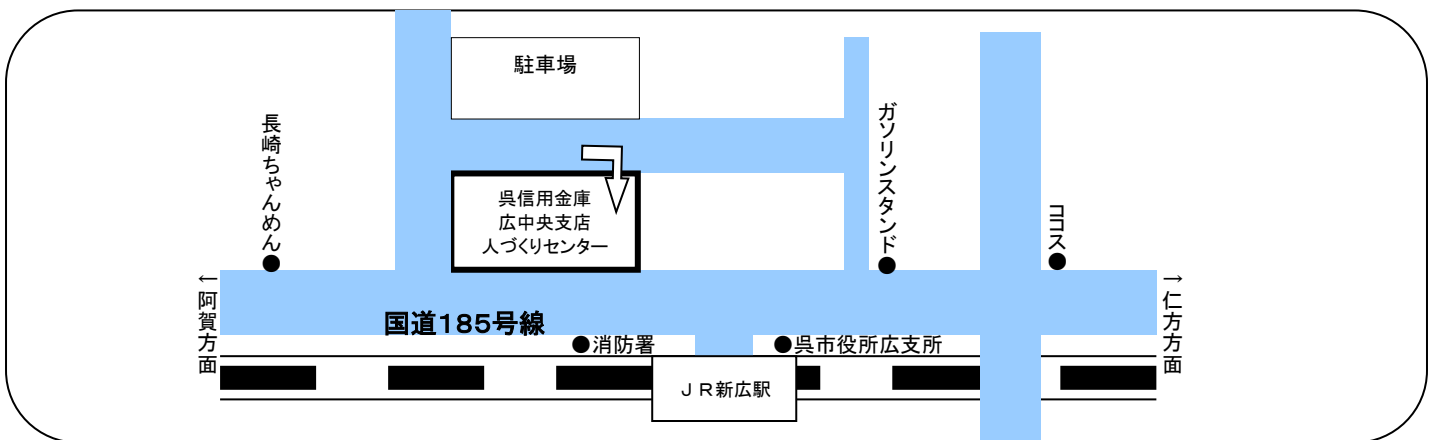 駐車場
長崎ちゃんめん
ガソリンスタンド
呉信用金庫
広中央支店
人づくりセンター
ココス
←阿賀方面
→仁方方面
国道185号線
消防署
呉市役所広支所
ＪＲ新広駅